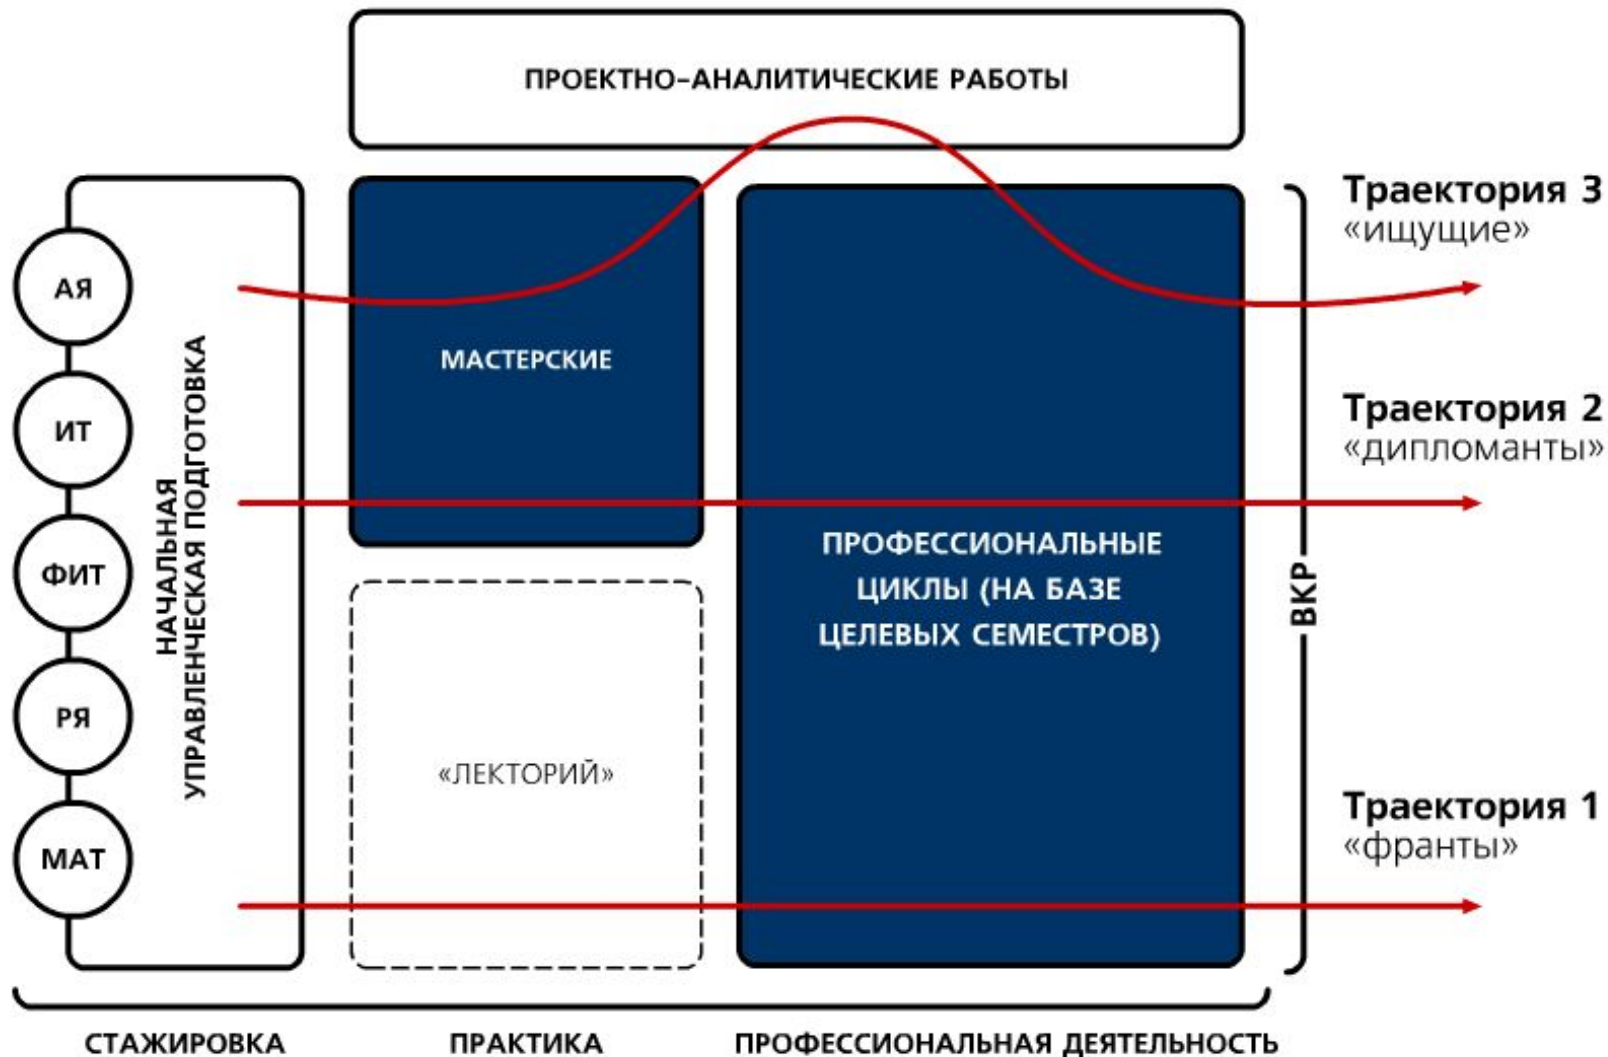 ПРОЕКТНО-АНАЛИТИЧЕСКИЕ РАБОТЫ
АЯ
ИТ
ФИТ
РЯ
МАТ
НАЧАЛЬНАЯ
УПРАВЛЕНЧЕСКАЯ ПОДГОТОВКА
МАСТЕРСКИЕ
«ЛЕКТОРИЙ»
ПРОФЕССИОНАЛЬНЫЕ
ЦИКЛЫ (НА БАЗЕ
ЦЕЛЕВЫХ СЕМЕСТРОВ)
ВКР
Траектория 3
«ищущие»
Траектория 2
«дипломанты»
Траектория 1
«франты»
СТАЖИРОВКА
ПРАКТИКА
ПРОФЕССИОНАЛЬНАЯ ДЕЯТЕЛЬНОСТЬ